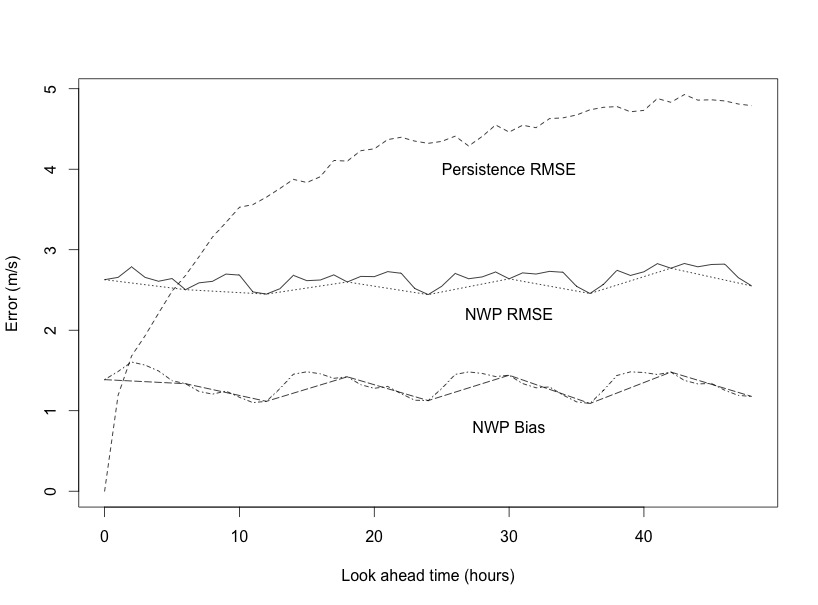 5
4
3
2
1
0
Error (m/s)
Persistence RMSE
NWP RMSE
NWP Bias
0 10 20 30 40
Look ahead time (hours)